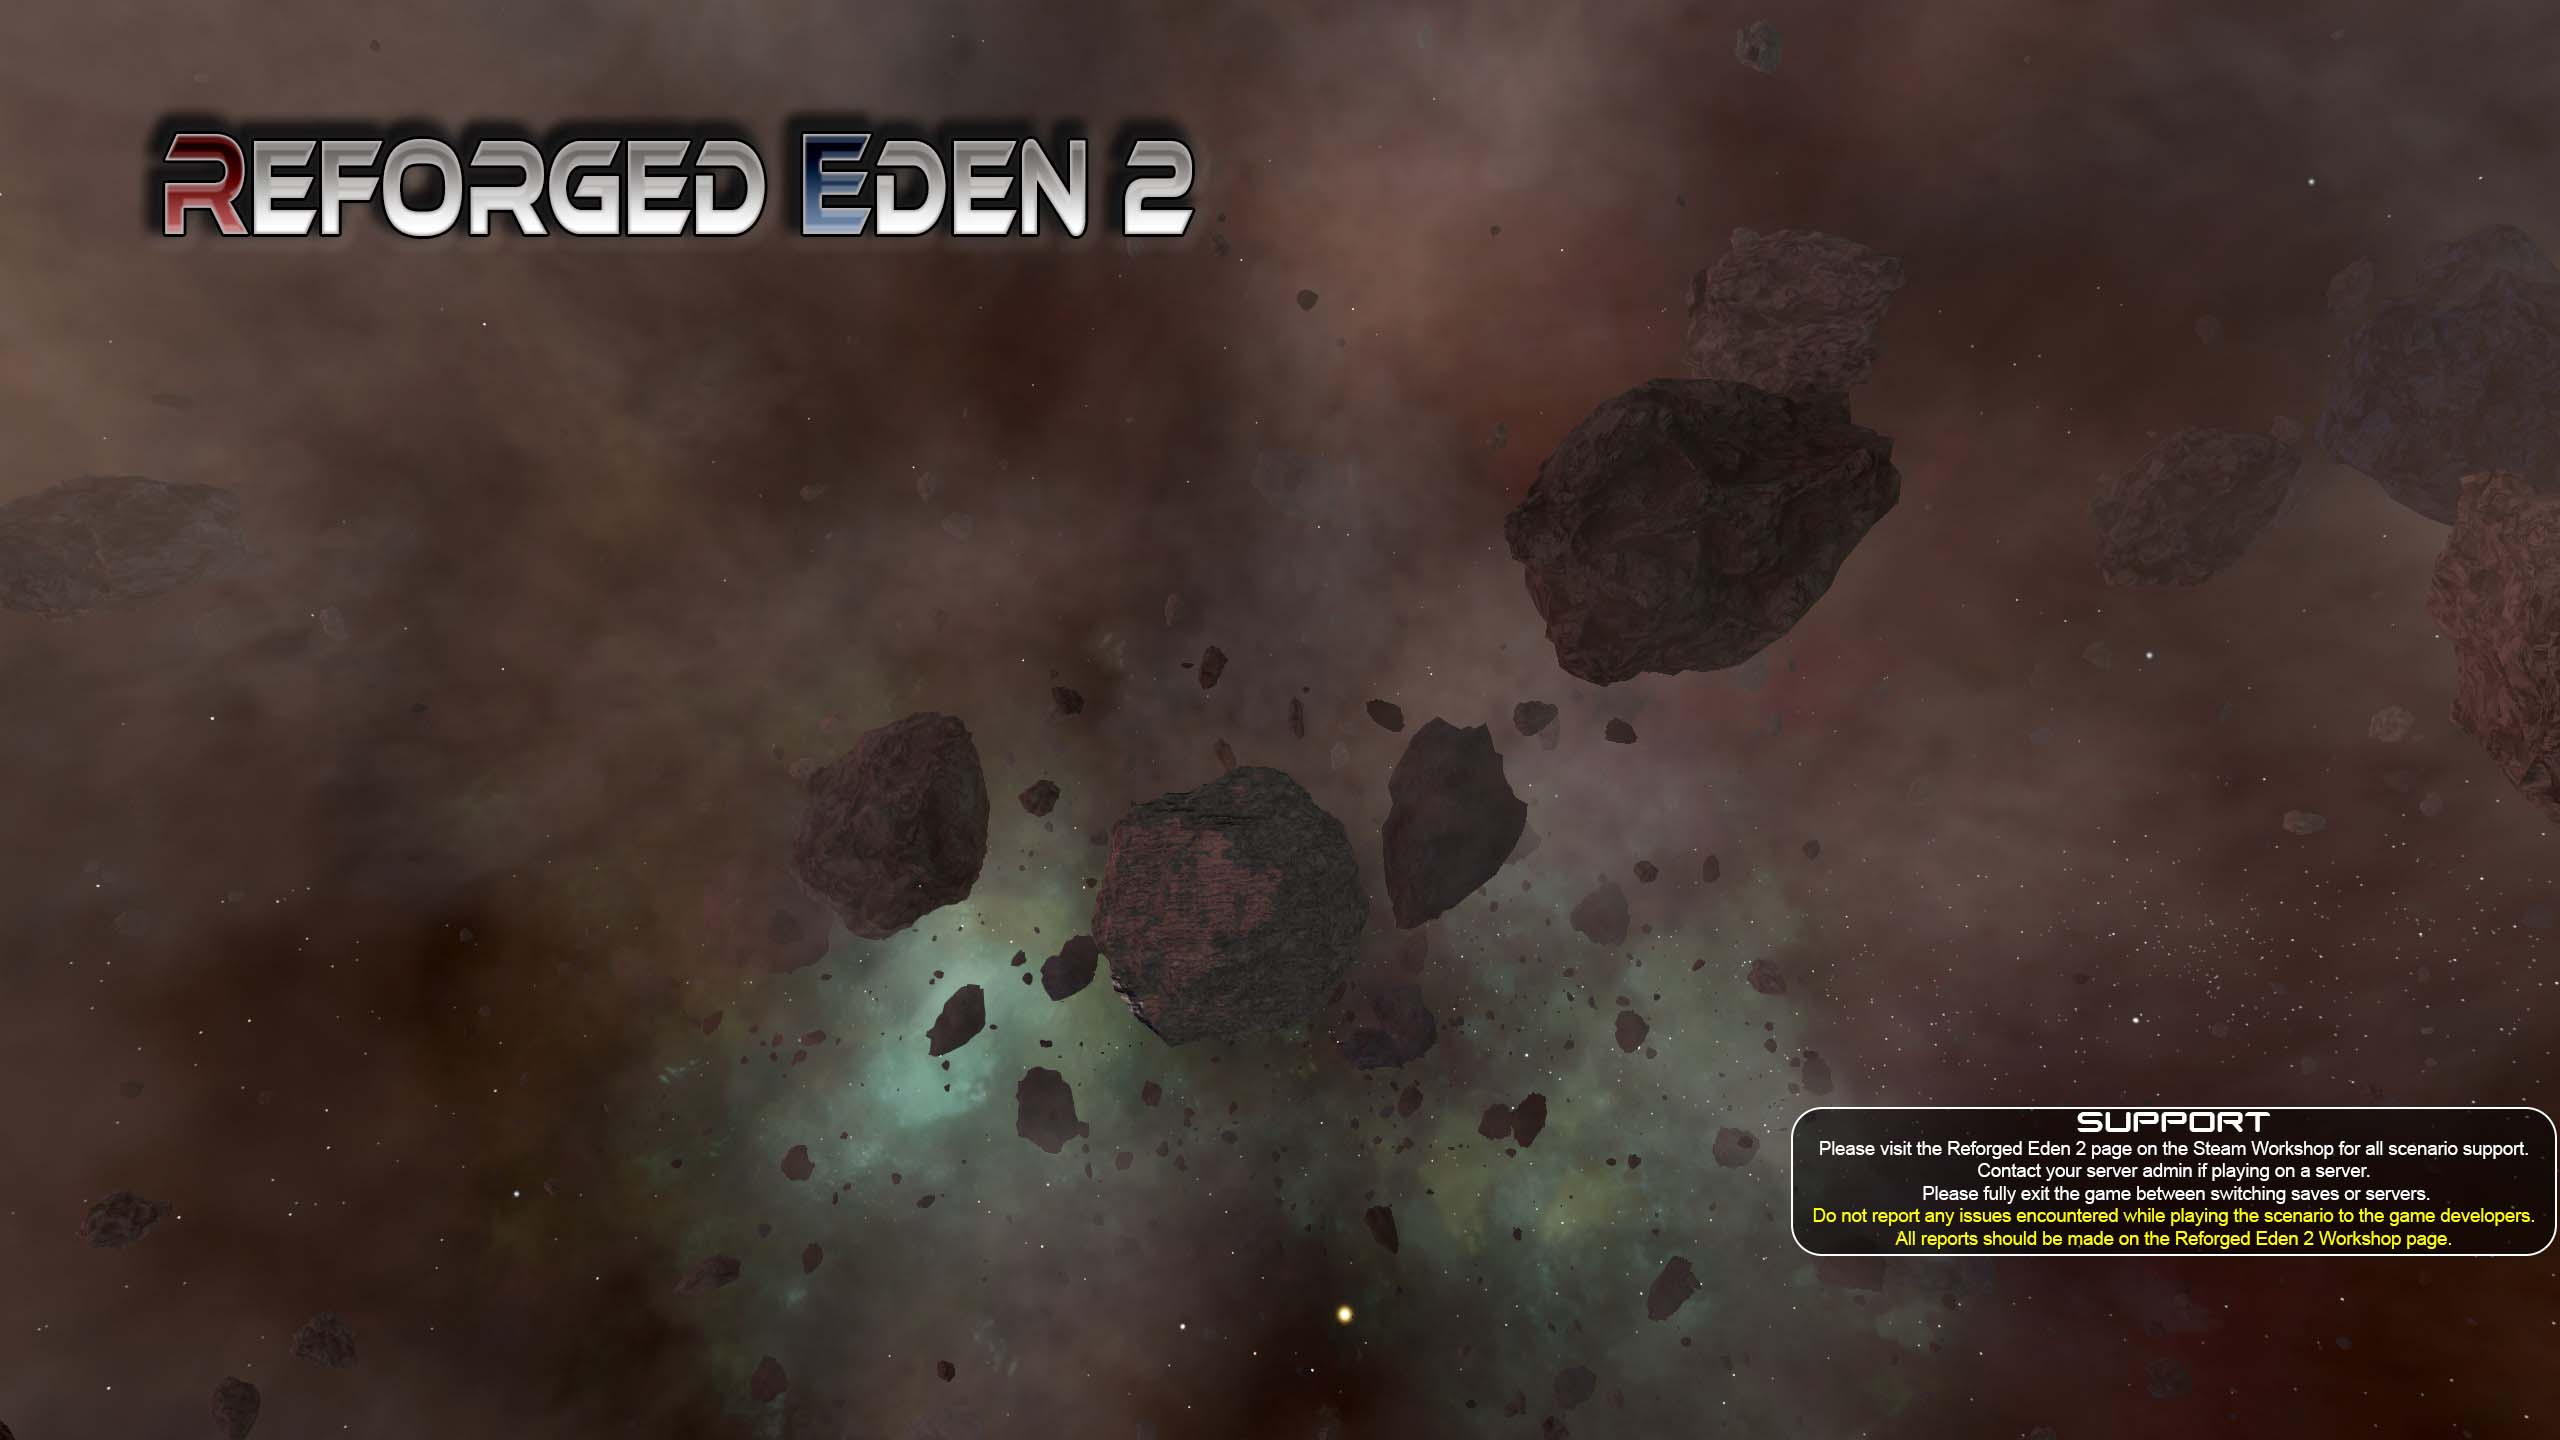 Reforged Eden 2
SUPPORT
Please visit the Reforged Eden 2 page on the Steam Workshop for all scenario support.
Contact your server admin if playing on a server.
Please fully exit the game between switching saves or servers.
Do not report any issues encountered while playing the scenario to the game developers.
All reports should be made on the Reforged Eden 2 Workshop page.